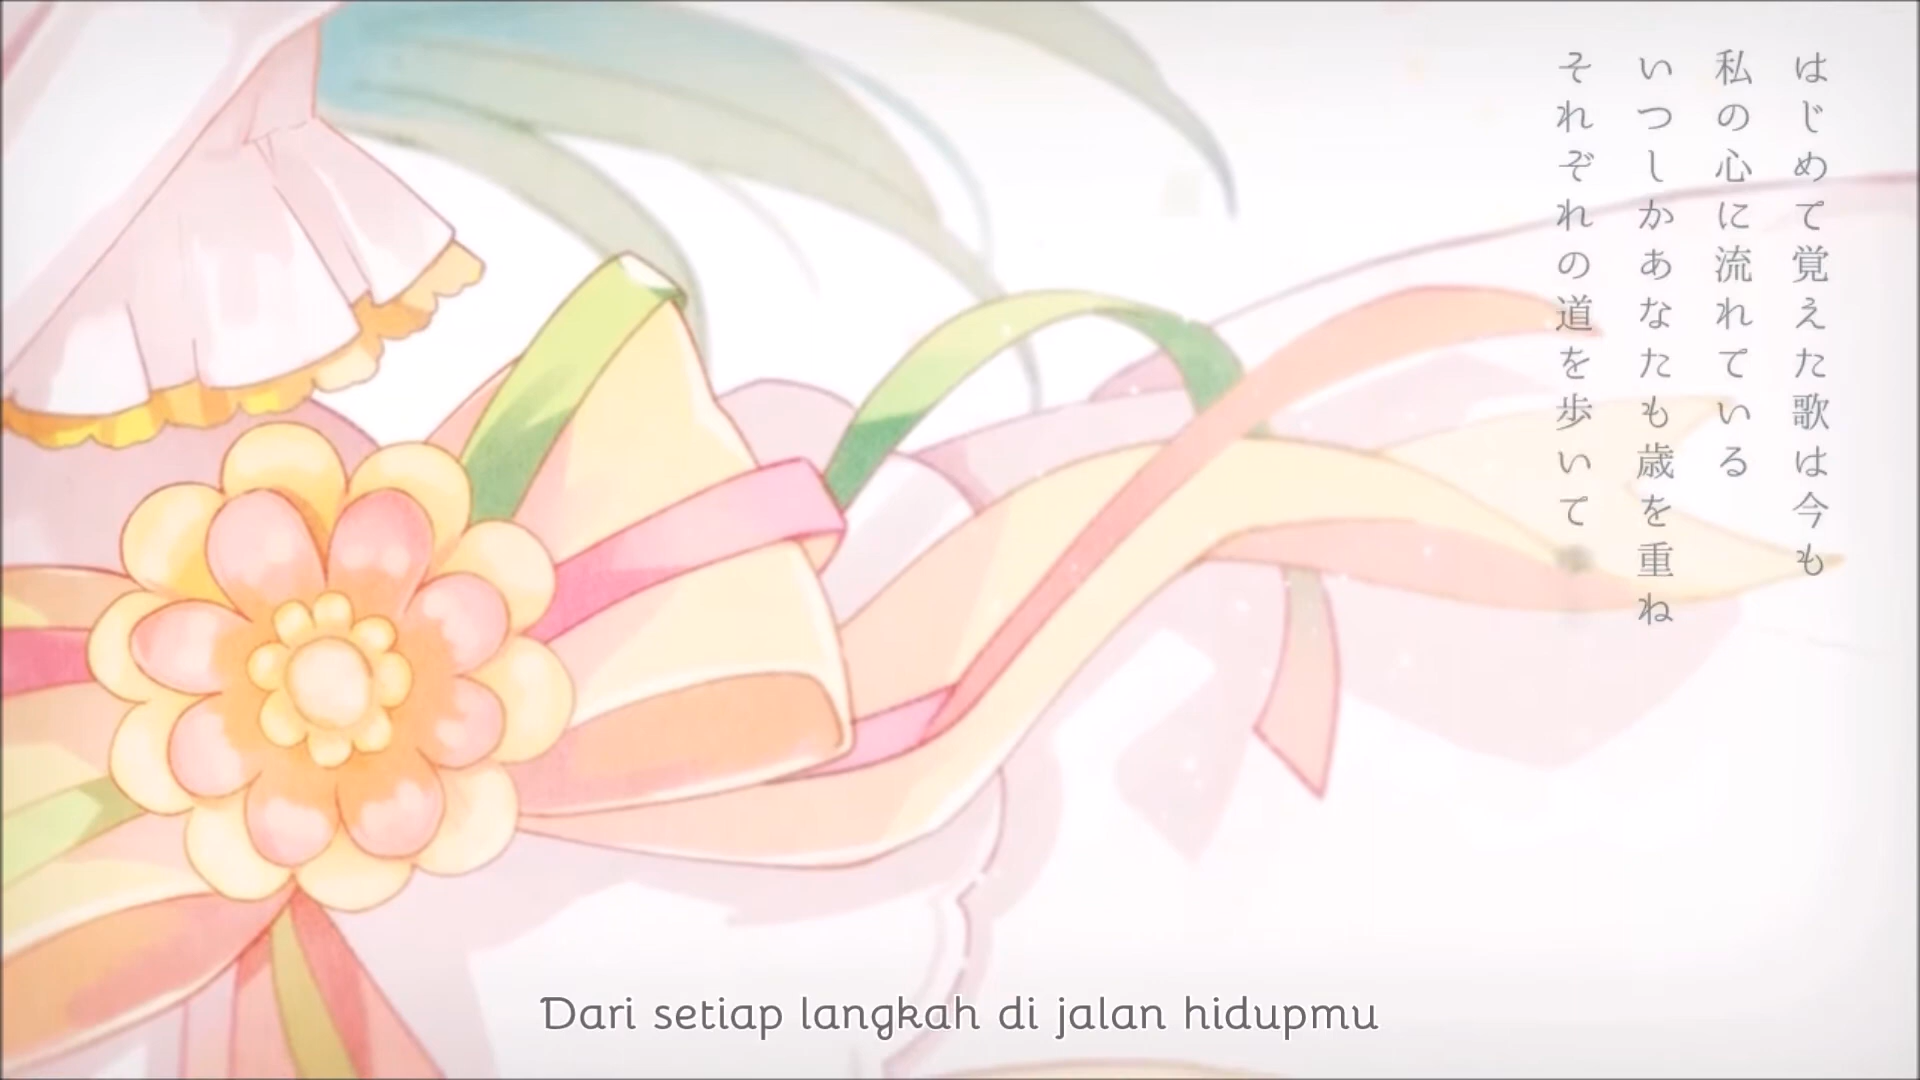 はじめて覚えた歌は今も
私の心に流れている
いつしかあなたも歳を重ね
それぞれの道を歩いて
Dari setiap langkah di jalan hidupmu